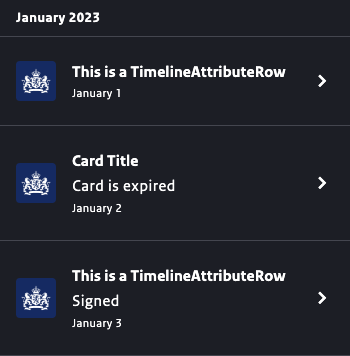 January 2023
This is a TimelineAttributeRow
January 1
Card Title
Card is expired
January 2
This is a TimelineAttributeRow
Signed
January 3